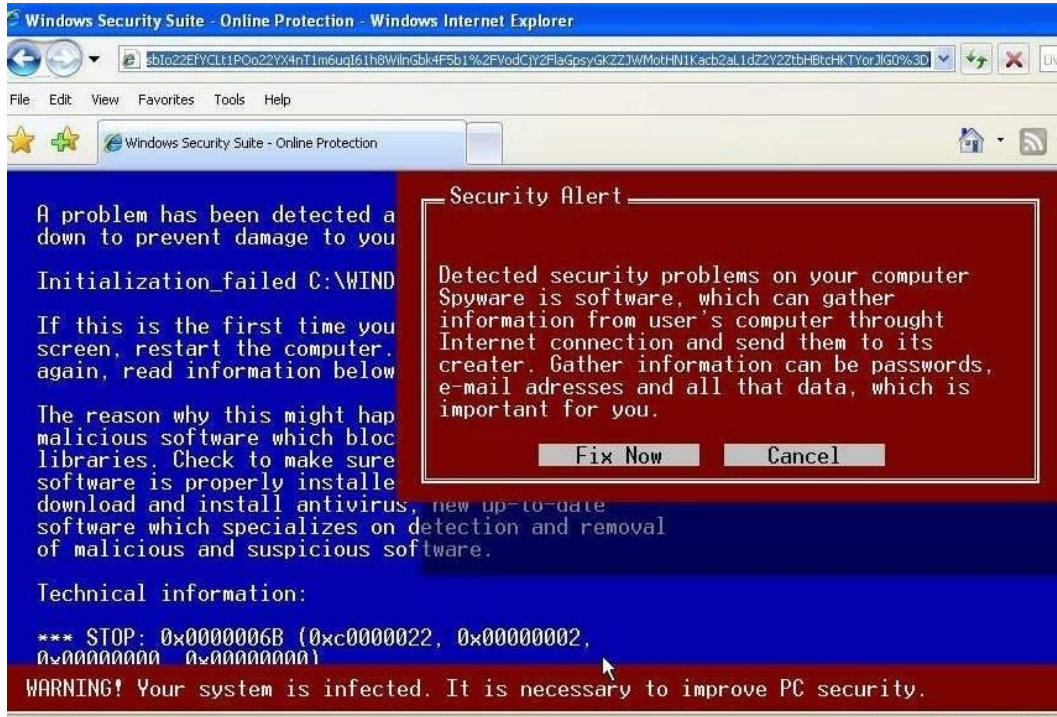 Windows Security Suite - Online Protection - Windows Internet Explorer
File Edit View Favorites Tools Help
Windows Security Suite - Online Protection
A problem has been detected a
down to prevent damage to you
Initialization_failed C:\WIND
If this is the first time you
screen, restart the computer.
again, read information below
The reason why this might hap
malicious software which bloc
libraries. Check to make sure
software is properly installe
download and install antivirus, new up-to-date
software which specializes on detection and removal
of malicious and suspicious software.
Technical information:
*** STOP: 0x0000006B (0xc0000022, 0x00000002,
0x00000000 0x00000000)
Security Alert
Detected security problems on your computer
Spyware is software, which can gather
information from user's computer throught
Internet connection and send them to its
creater. Gather information can be passwords,
e-mail adresses and all that data, which is
important for you.
Fix Now Cancel
WARNING! Your system is infected. It is necessary to improve PC security.